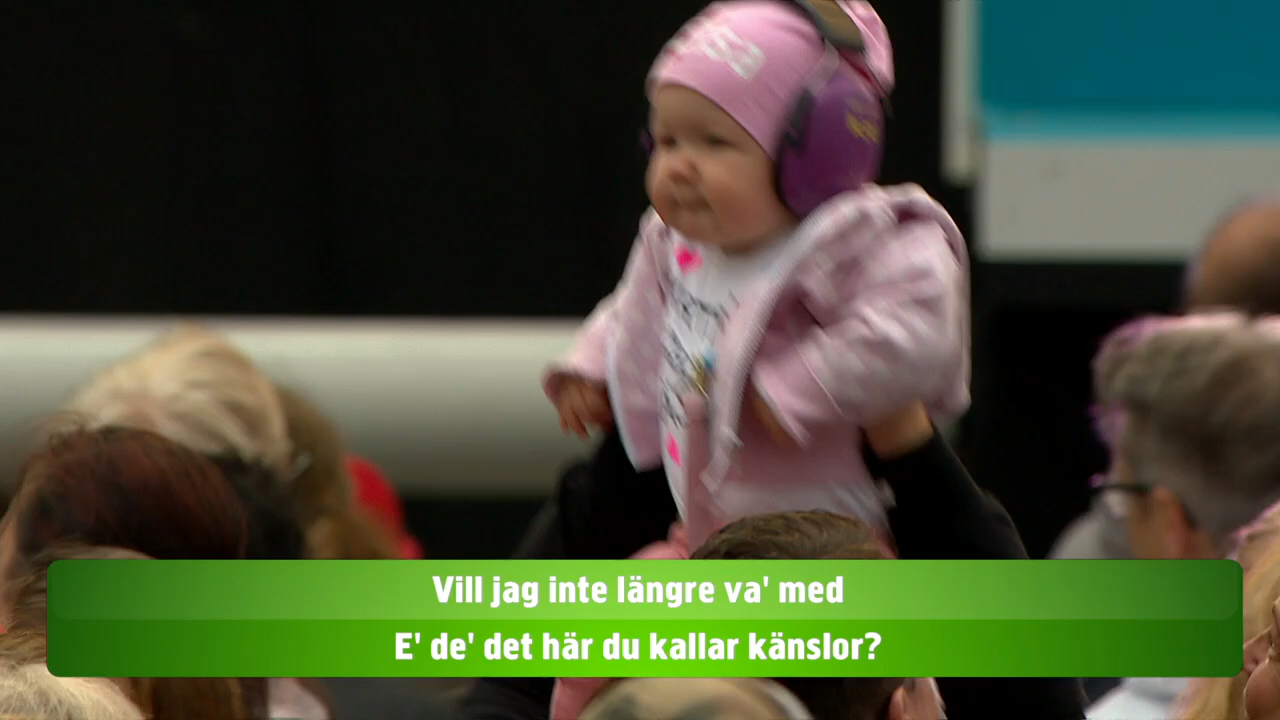 Vill jag inte längre va' med
E' de' det här du kallar känslor?